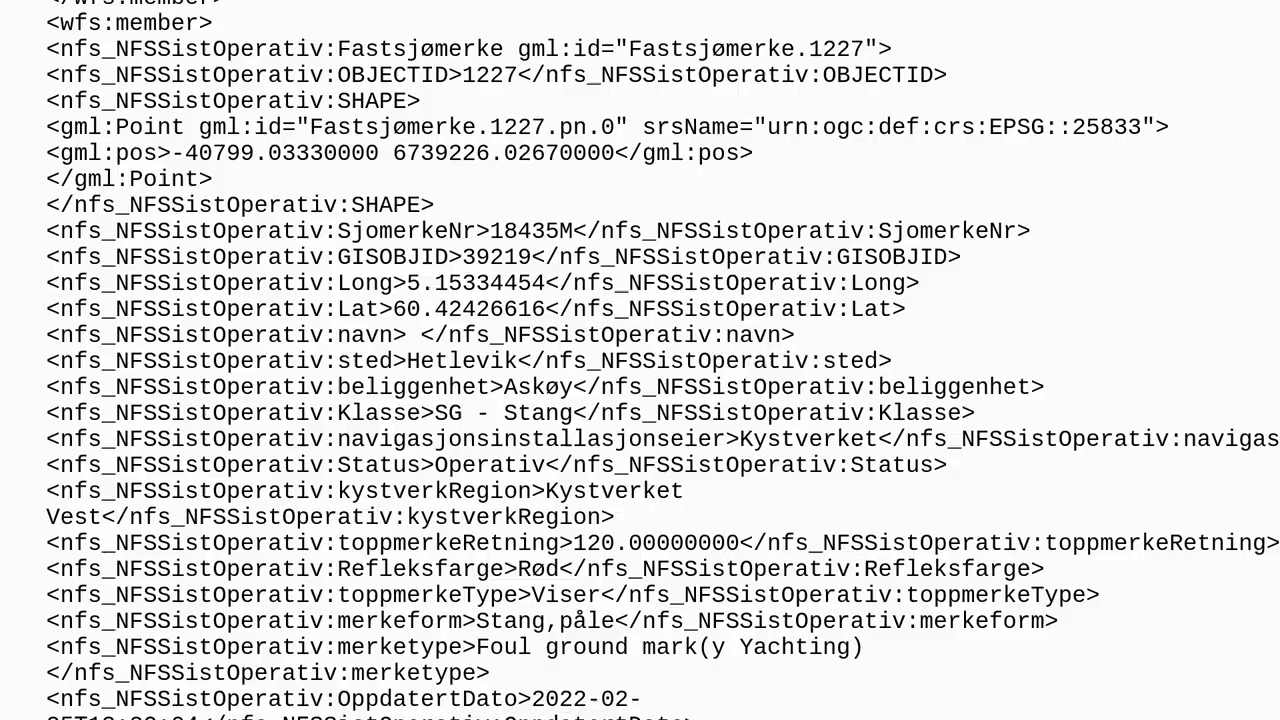 </wfs:member>
<wfs:member>
<nfs_NFSSistOperativ:Fastsjømerke gml:id="Fastsjømerke.1227">
<nfs_NFSSistOperativ:OBJECTID>1227</nfs_NFSSistOperativ:OBJECTID>
<nfs_NFSSistOperativ:SHAPE>
<gml:Point gml:id="Fastsjømerke.1227.pn.0" srsName="urn:ogc:def:crs:EPSG::25833">
<gml:pos>-40799.03330000 6739226.02670000</gml:pos>
</gml:Point>
</nfs_NFSSistOperativ:SHAPE>
<nfs_NFSSistOperativ:SjomerkeNr>18435M</nfs_NFSSistOperativ:SjomerkeNr>
<nfs_NFSSistOperativ:GISOBJID>39219</nfs_NFSSistOperativ:GISOBJID>
<nfs_NFSSistOperativ:Long>5.15334454</nfs_NFSSistOperativ:Long>
<nfs_NFSSistOperativ:Lat>60.42426616</nfs_NFSSistOperativ:Lat>
<nfs_NFSSistOperativ:navn> </nfs_NFSSistOperativ:navn>
<nfs_NFSSistOperativ:sted>Hetlevik</nfs_NFSSistOperativ:sted>
<nfs_NFSSistOperativ:beliggenhet>Askøy</nfs_NFSSistOperativ:beliggenhet>
<nfs_NFSSistOperativ:Klasse>SG - Stang</nfs_NFSSistOperativ:Klasse>
<nfs_NFSSistOperativ:navigasjonsinstallasjonseier>Kystverket</nfs_NFSSistOperativ:navigas
<nfs_NFSSistOperativ:Status>Operativ</nfs_NFSSistOperativ:Status>
<nfs_NFSSistOperativ:kystverkRegion>Kystverket
Vest</nfs_NFSSistOperativ:kystverkRegion>
<nfs_NFSSistOperativ:toppmerkeRetning>120.00000000</nfs_NFSSistOperativ:toppmerkeRetning>
<nfs_NFSSistOperativ:Refleksfarge>Rød</nfs_NFSSistOperativ:Refleksfarge>
<nfs_NFSSistOperativ:toppmerkeType>Viser</nfs_NFSSistOperativ:toppmerkeType>
<nfs_NFSSistOperativ:merkeform>Stang,påle</nfs_NFSSistOperativ:merkeform>
<nfs_NFSSistOperativ:merketype>Foul ground mark(y Yachting)
</nfs_NFSSistOperativ:merketype>
<nfs_NFSSistOperativ:OppdatertDato>2022-02-